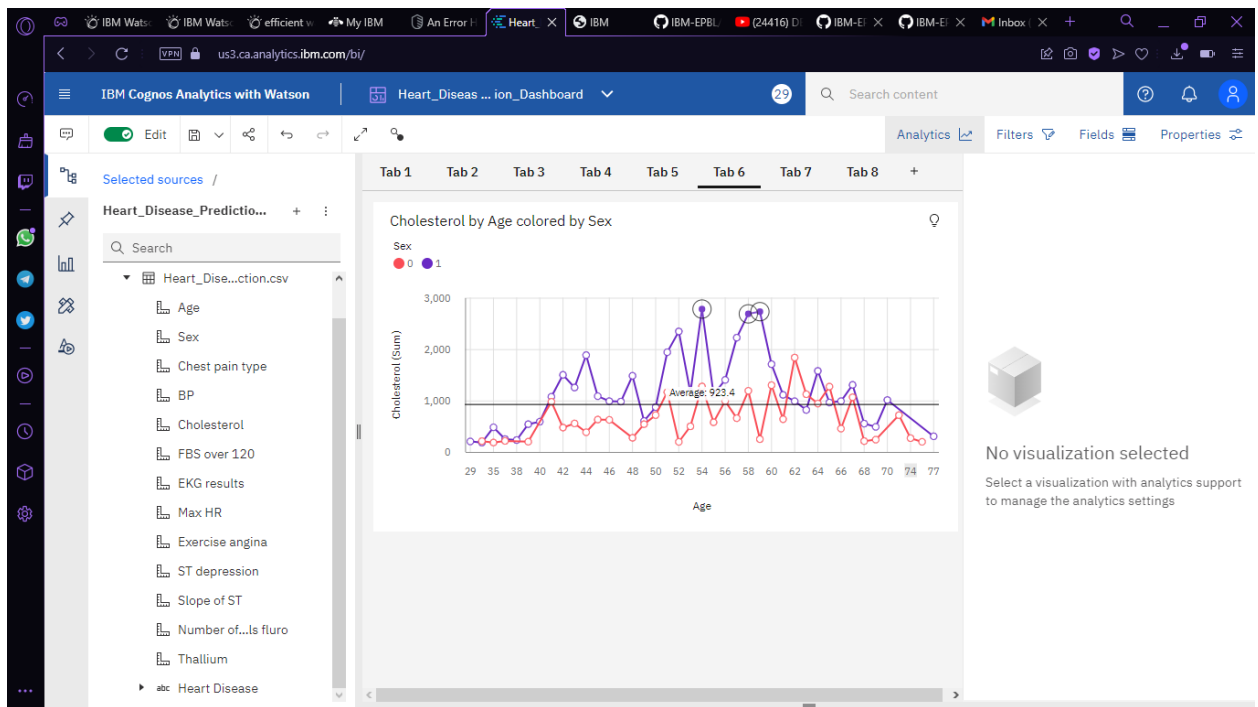 IBM Wats
IBM Wats
efficient w
My IBM
An Error H
Heart_
IBM
IBM-EPBL/
(24416) D
IBM-EF
IBM-EF
Inbox (
VPN
us3.ca.analytics.ibm.com/bi/
IBM Cognos Analytics with Watson
Heart_Diseas ... ion_Dashboard
29
Search content
Edit
Analytics
Filters
Fields
Properties
Selected sources /
Heart_Disease_Predictio...
Search
Heart_Dise...ction.csv
Age
Sex
Chest pain type
BP
Cholesterol
FBS over 120
EKG results
Max HR
Exercise angina
ST depression
Slope of ST
Number of...ls fluro
Thallium
abc Heart Disease
Tab 1 Tab 2 Tab 3 Tab 4 Tab 5 Tab 6 Tab 7 Tab 8 +
Cholesterol by Age colored by Sex
Sex
0 1
Cholesterol (Sum)
3,000
2,000
1,000
0
Average: 923.4
29 35 38 40 42 44 46 48 50 52 54 56 58 60 62 64 66 68 70 74 77
Age
No visualization selected
Select a visualization with analytics support
to manage the analytics settings